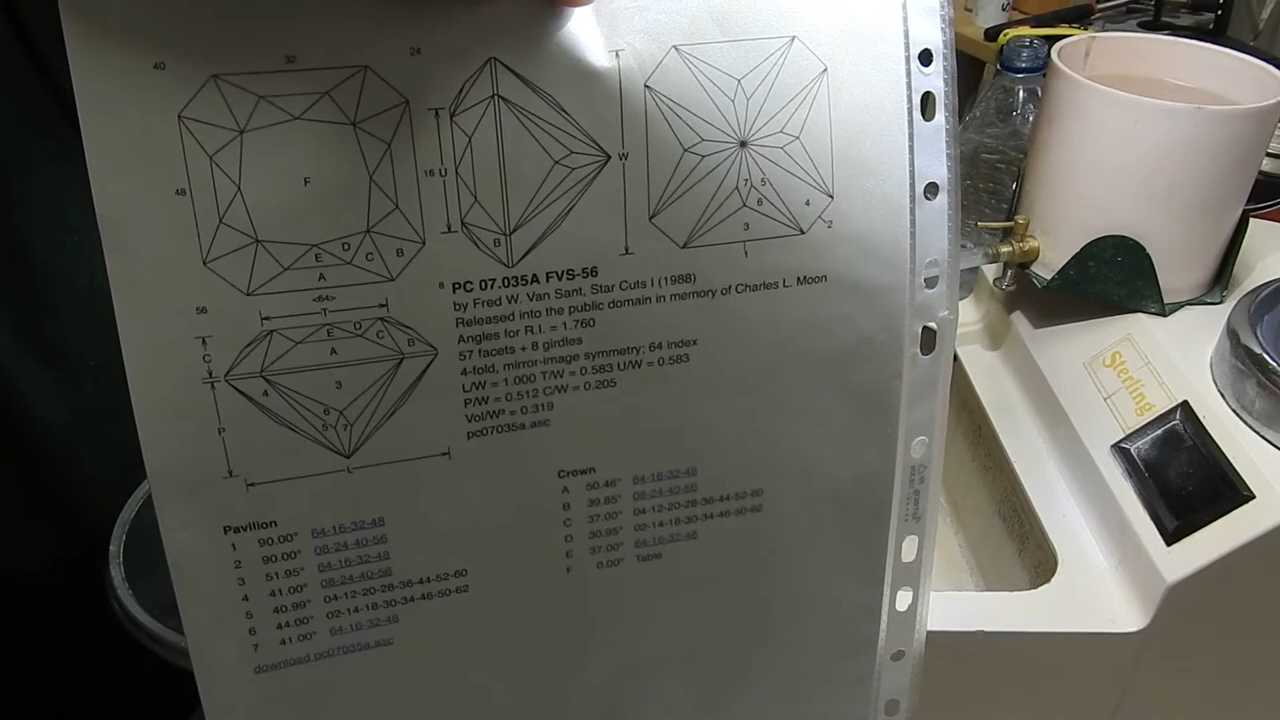 40
32
24
48
F
16
E
D
C
B
A
56
8
U
B
W
7
5
6
4
3
2
1
<64>
T
C
P
L
E
D
C
B
A
3
4
6
5
7
PC 07.035A FVS-56
by Fred W. Van Sant, Star Cuts I (1988)
Released into the public domain in memory of Charles L. Moon
Angles for R.I. = 1.760
57 facets + 8 girdles
4-fold, mirror-image symmetry; 64 index
L/W = 1.000 T/W = 0.583 U/W = 0.583
P/W = 0.512 C/W = 0.205
Vol/W³ = 0.319
pc07035a.asc
Pavilion
1 90.00° 64-16-32-48
2 90.00° 08-24-40-56
3 51.95° 64-16-32-48
4 41.00° 08-24-40-56
5 40.99° 04-12-20-28-36-44-52-60
6 44.00° 02-14-18-30-34-46-50-62
7 41.00° 64-16-32-48
download pc07035a.asc
Crown
A 50.46° 64-16-32-48
B 39.85° 08-24-40-56
C 37.00° 04-12-20-28-36-44-52-60
D 30.95° 02-14-18-30-34-46-50-62
E 37.00° 64-16-32-48
F 0.00° Table
Sterling